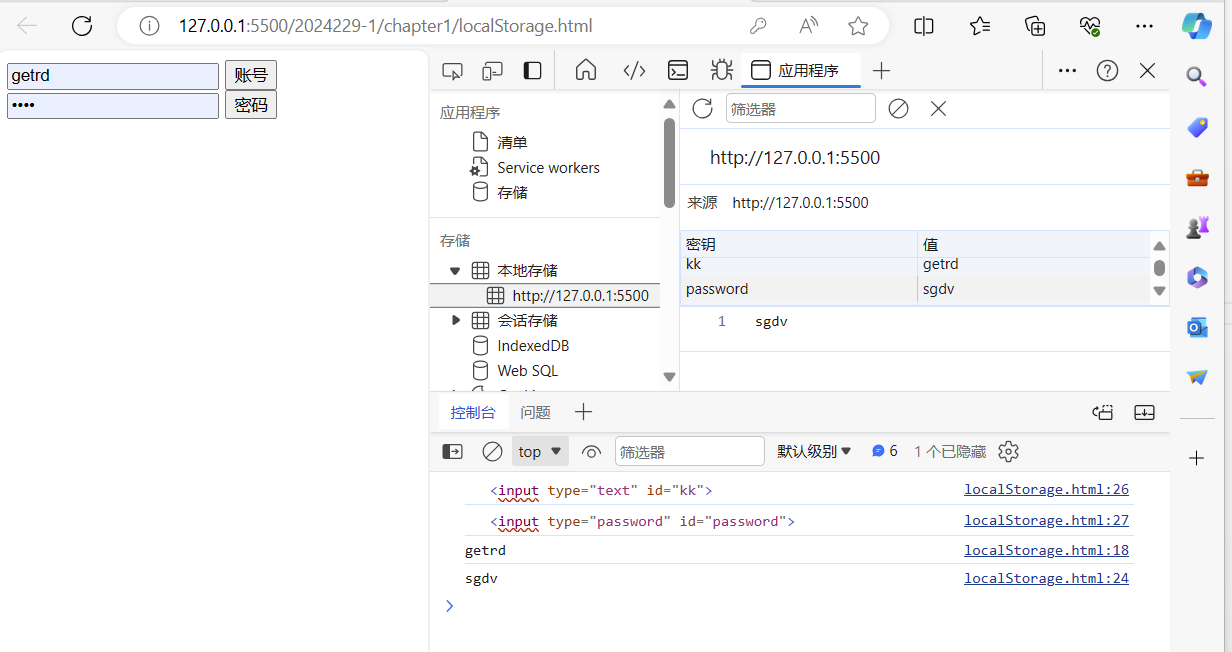 127.0.0.1:5500/2024229-1/chapter1/localStorage.html
getrd 账号
•••• 密码
应用程序
应用程序
清单
Service workers
存储
存储
本地存储
http://127.0.0.1:5500
会话存储
IndexedDB
Web SQL
筛选器
http://127.0.0.1:5500
来源 http://127.0.0.1:5500
密钥 值
kk getrd
password sgdv
1 sgdv
控制台 问题
top 筛选器 默认级别 6 1 个已隐藏
<input type="text" id="kk"> localStorage.html:26
<input type="password" id="password"> localStorage.html:27
getrd localStorage.html:18
sgdv localStorage.html:24